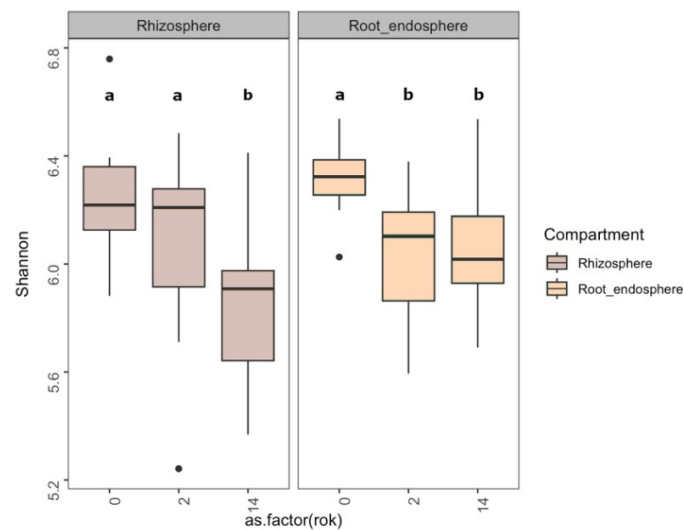 Rhizosphere Root_endosphere
6.8
a a b a b b
6.4
6.0
5.6
5.2
Shannon
0 2 14 0 2 14
as.factor(rok)
Compartment
Rhizosphere
Root_endosphere